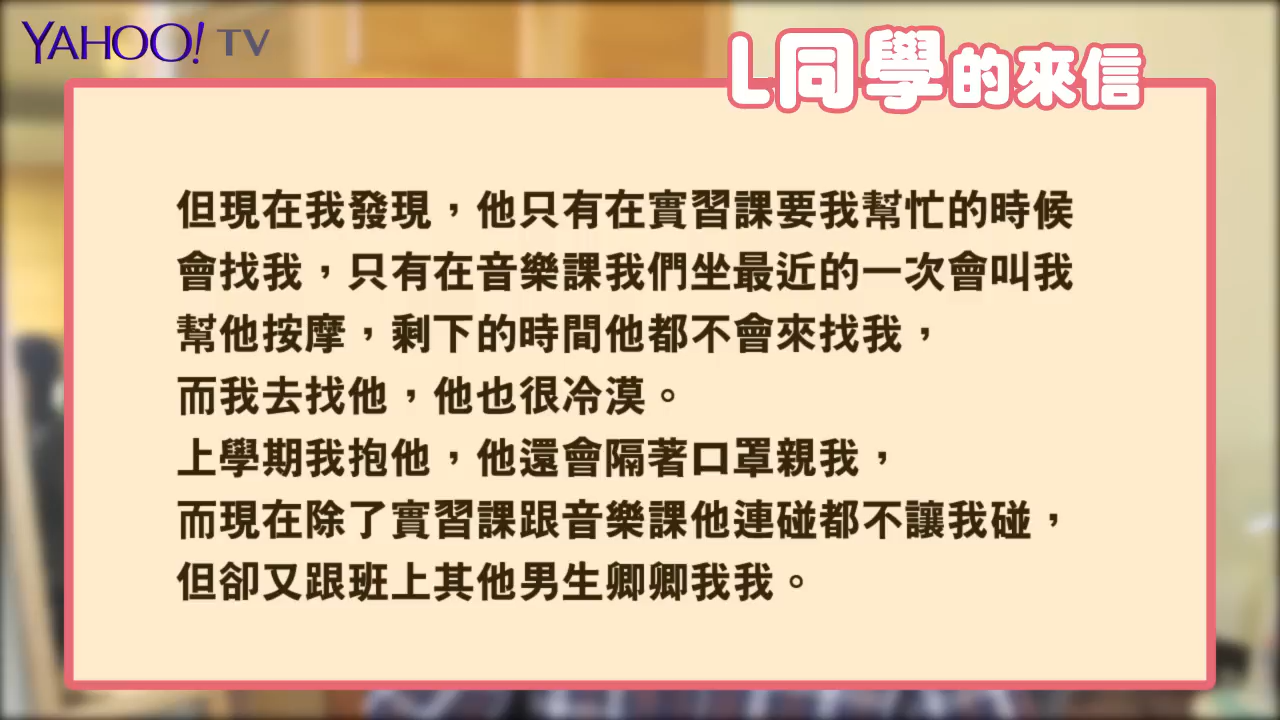 YAHOO! TV
L同學的來信
但現在我發現，他只有在實習課要我幫忙的時候
會找我，只有在音樂課我們坐最近的一次會叫我
幫他按摩，剩下的時間他都不會來找我，
而我去找他，他也很冷漠。
上學期我抱他，他還會隔著口罩親我，
而現在除了實習課跟音樂課他連碰都不讓我碰，
但卻又跟班上其他男生卿卿我我。